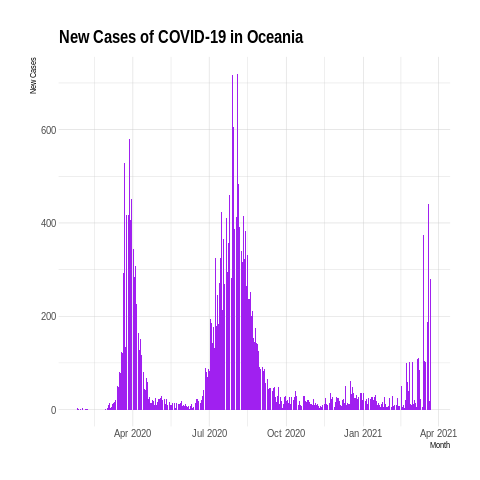 New Cases of COVID-19 in Oceania
New Cases
600
400
200
0
Apr 2020
Jul 2020
Oct 2020
Jan 2021
Apr 2021
Month